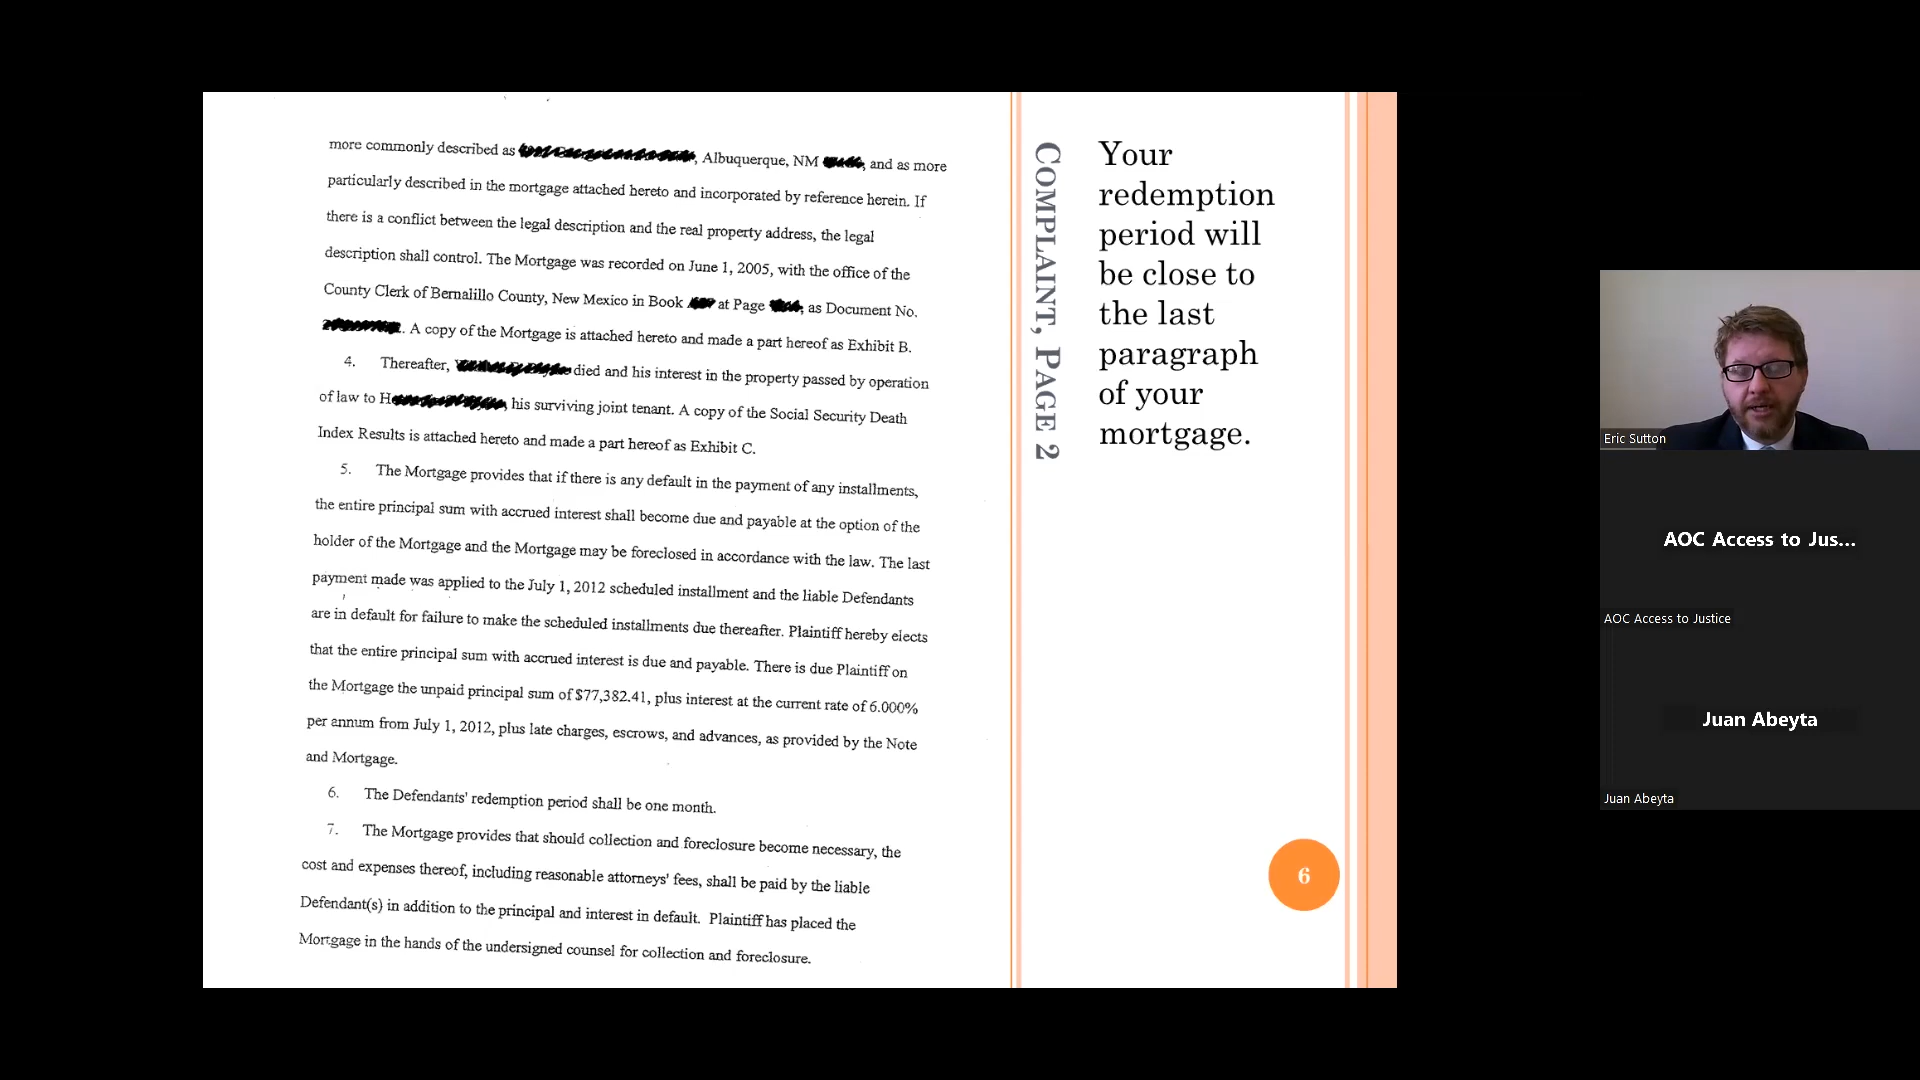 more commonly described as , Albuquerque, NM , and as more
particularly described in the mortgage attached hereto and incorporated by reference herein. If
there is a conflict between the legal description and the real property address, the legal
description shall control. The Mortgage was recorded on June 1, 2005, with the office of the
County Clerk of Bernalillo County, New Mexico in Book at Page , as Document No.
. A copy of the Mortgage is attached hereto and made a part hereof as Exhibit B.
4. Thereafter, died and his interest in the property passed by operation
of law to , his surviving joint tenant. A copy of the Social Security Death
Index Results is attached hereto and made a part hereof as Exhibit C.
5. The Mortgage provides that if there is any default in the payment of any installments,
the entire principal sum with accrued interest shall become due and payable at the option of the
holder of the Mortgage and the Mortgage may be foreclosed in accordance with the law. The last
payment made was applied to the July 1, 2012 scheduled installment and the liable Defendants
are in default for failure to make the scheduled installments due thereafter. Plaintiff hereby elects
that the entire principal sum with accrued interest is due and payable. There is due Plaintiff on
the Mortgage the unpaid principal sum of $77,382.41, plus interest at the current rate of 6.000%
per annum from July 1, 2012, plus late charges, escrows, and advances, as provided by the Note
and Mortgage.
6. The Defendants' redemption period shall be one month.
7. The Mortgage provides that should collection and foreclosure become necessary, the
cost and expenses thereof, including reasonable attorneys' fees, shall be paid by the liable
Defendant(s) in addition to the principal and interest in default. Plaintiff has placed the
Mortgage in the hands of the undersigned counsel for collection and foreclosure.
COMPLAINT, PAGE 2
Your
redemption
period will
be close to
the last
paragraph
of your
mortgage.
6
Eric Sutton
AOC Access to Jus...
AOC Access to Justice
Juan Abeyta
Juan Abeyta